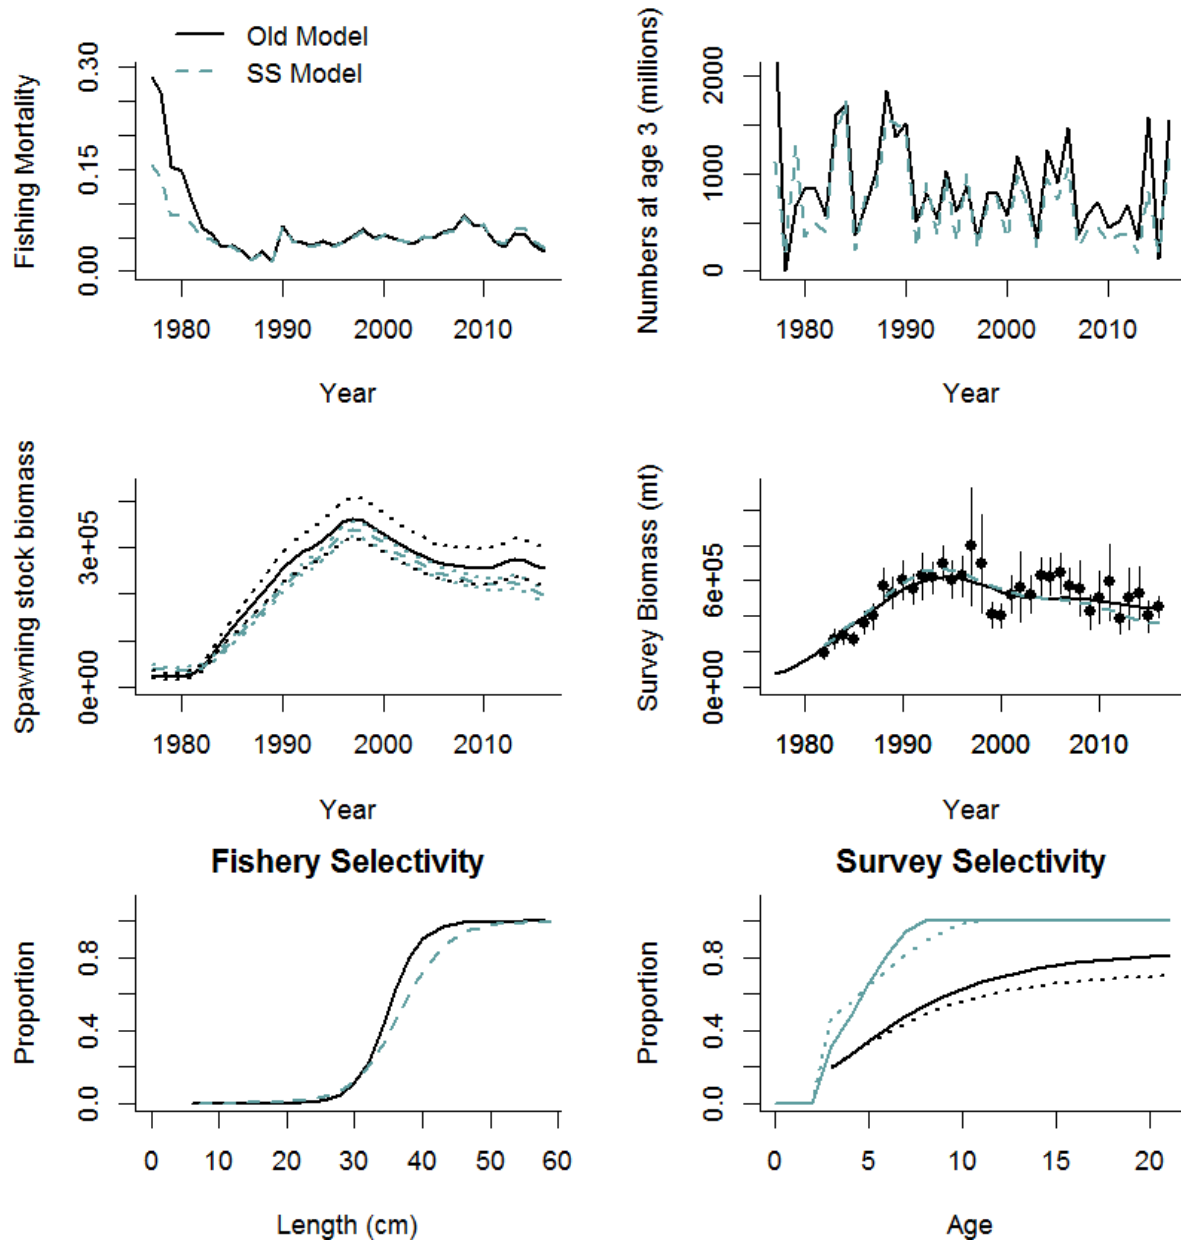 Old Model
SS Model
Fishing Mortality
0.00 0.15 0.30
1980 1990 2000 2010
Year
Numbers at age 3 (millions)
0 1000 2000
1980 1990 2000 2010
Year
Spawning stock biomass
0e+00 3e+05
1980 1990 2000 2010
Year
Survey Biomass (mt)
0e+00 6e+05
1980 1990 2000 2010
Year
Fishery Selectivity
Proportion
0.0 0.4 0.8
0 10 20 30 40 50 60
Length (cm)
Survey Selectivity
Proportion
0.0 0.4 0.8
0 5 10 15 20
Age